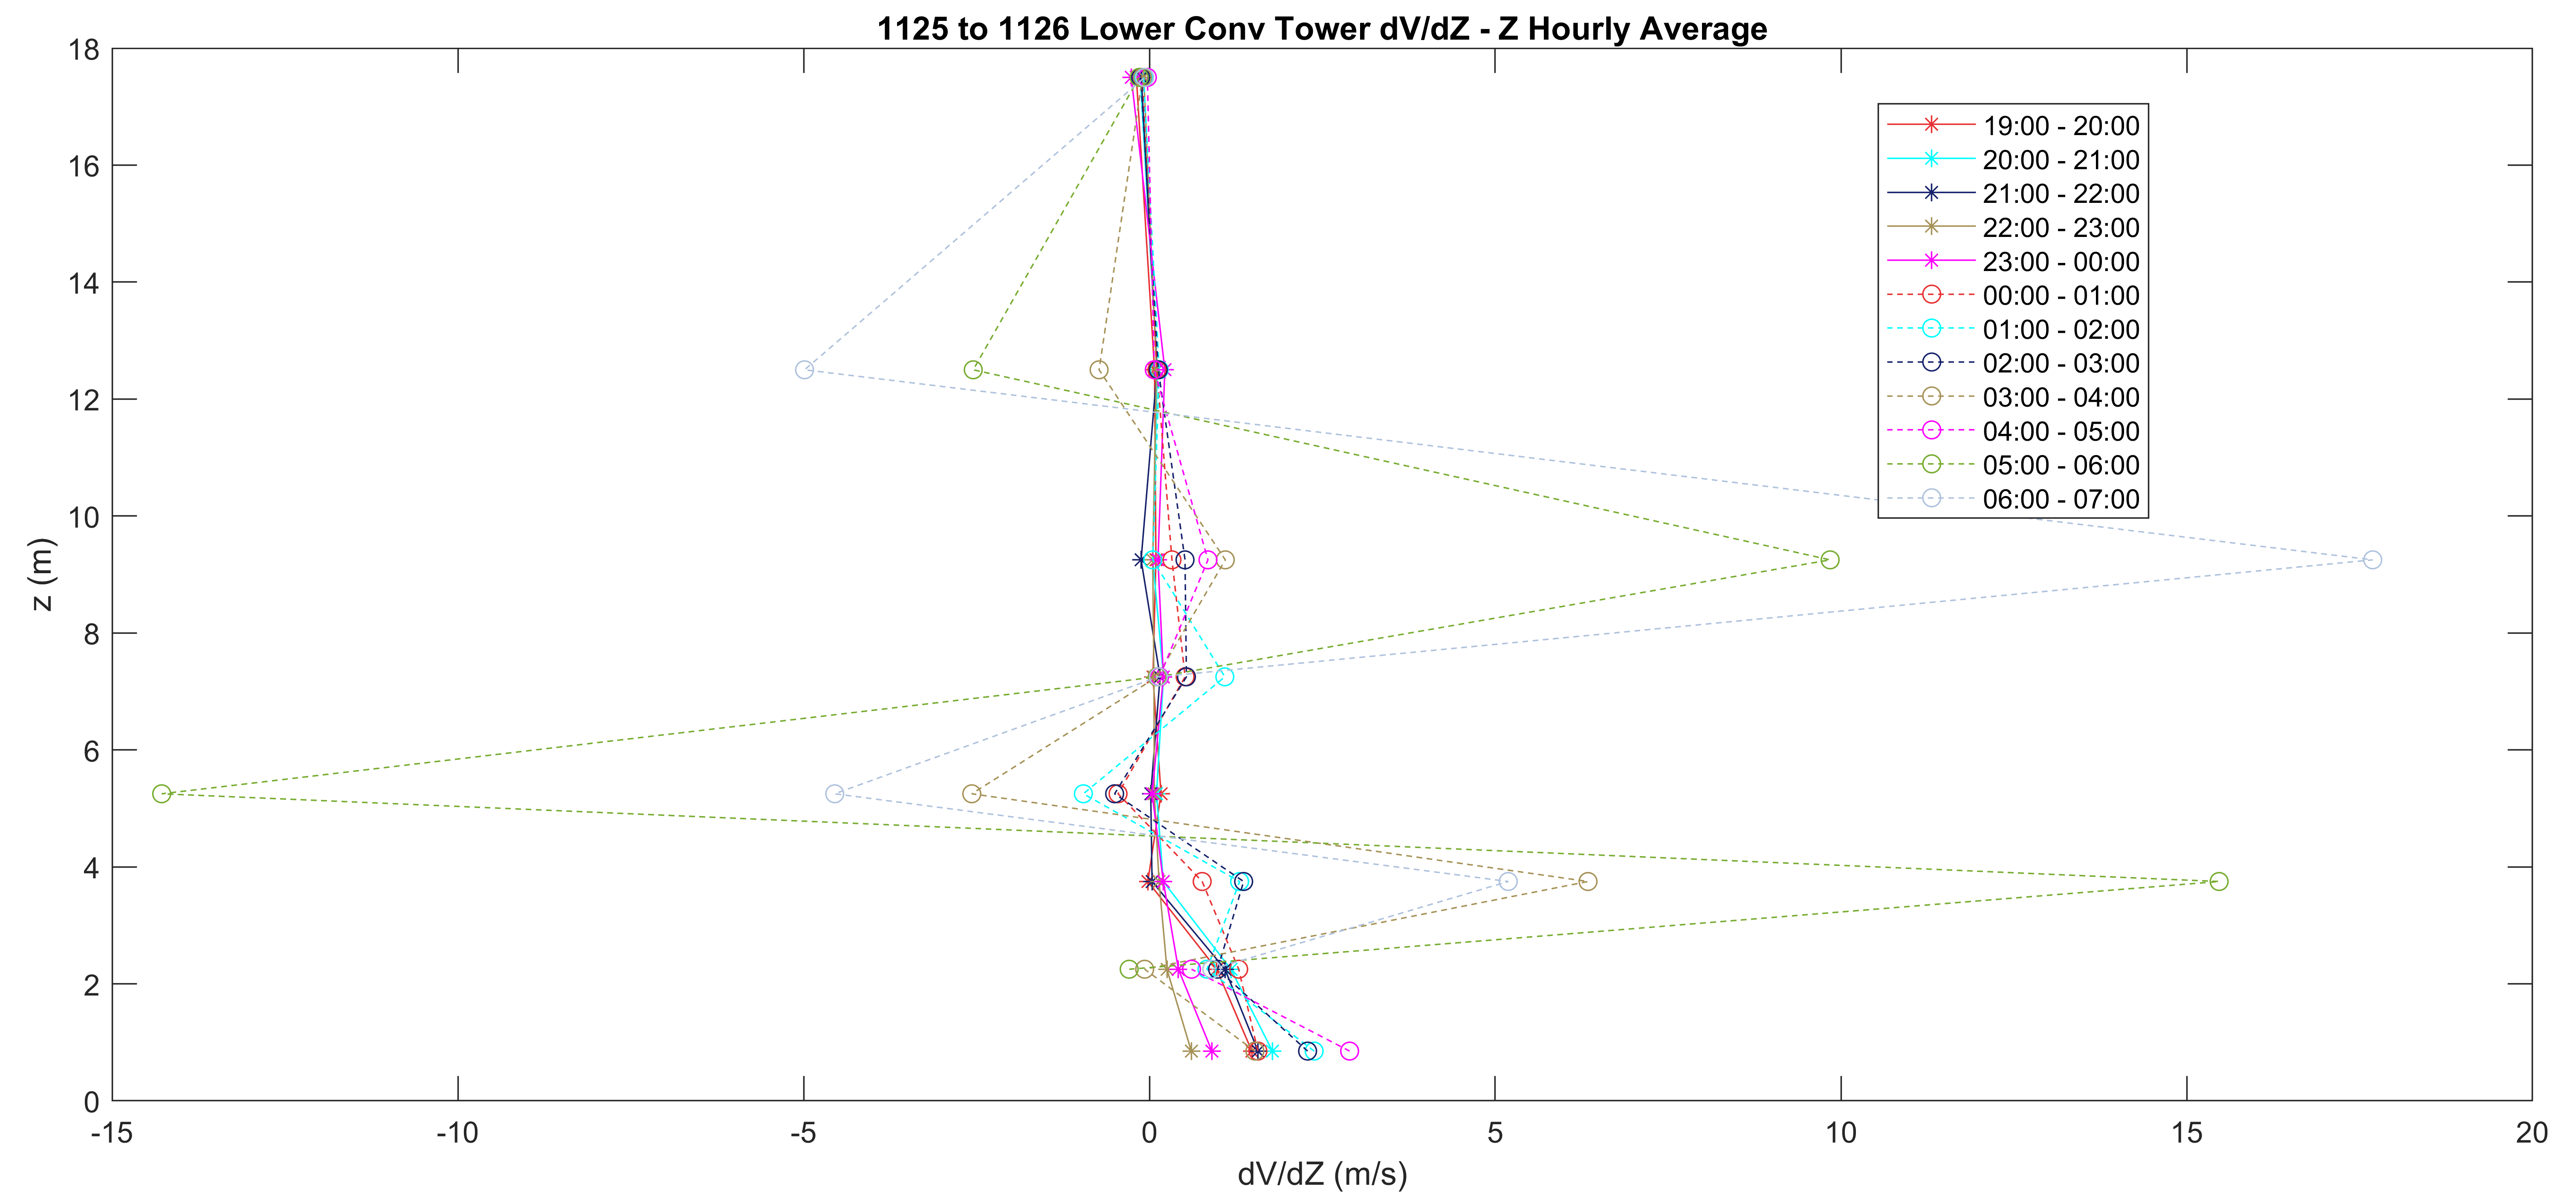 1125 to 1126 Lower Conv Tower dV/dZ - Z Hourly Average
18
16
14
12
10
8
6
4
2
0
z (m)
19:00 - 20:00
20:00 - 21:00
21:00 - 22:00
22:00 - 23:00
23:00 - 00:00
00:00 - 01:00
01:00 - 02:00
02:00 - 03:00
03:00 - 04:00
04:00 - 05:00
05:00 - 06:00
06:00 - 07:00
-15 -10 -5 0 5 10 15 20
dV/dZ (m/s)